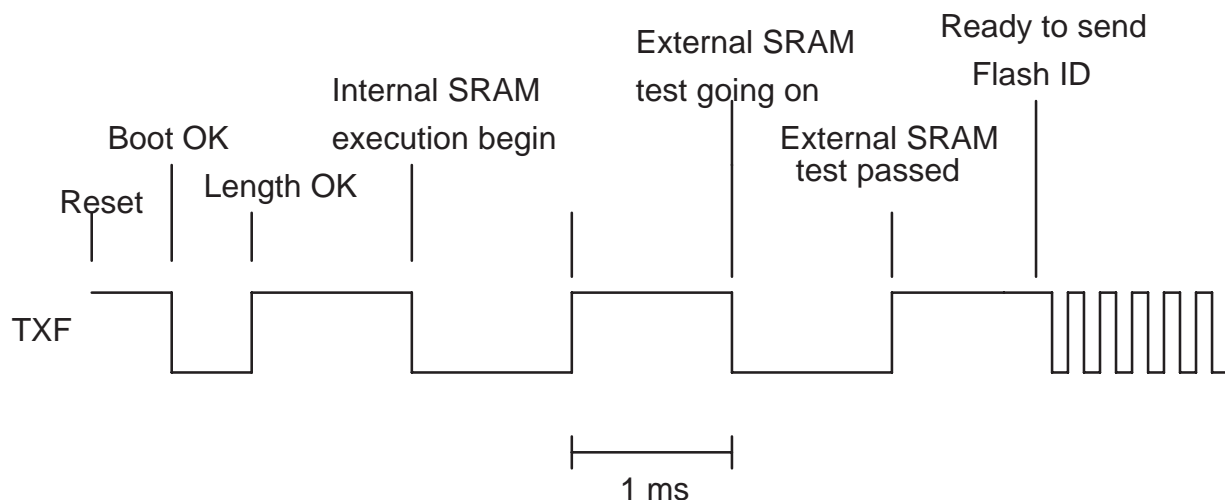 Reset
Boot OK
Length OK
Internal SRAM
execution begin
External SRAM
test going on
External SRAM
test passed
Ready to send
Flash ID
TXF
1 ms